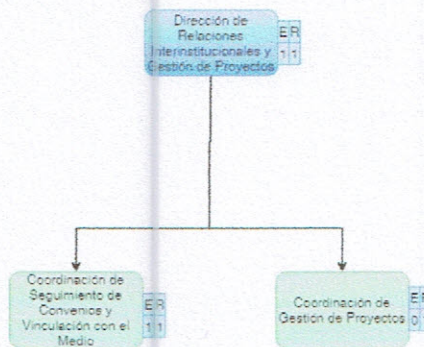 Dirección de
Relaciones
Interinstitucionales y
Gestión de Proyectos
E R
1 1
Coordinación de
Seguimiento de
Convenios y
Vinculación con el
Medio
E R
1 1
Coordinación de
Gestión de Proyectos
E
0